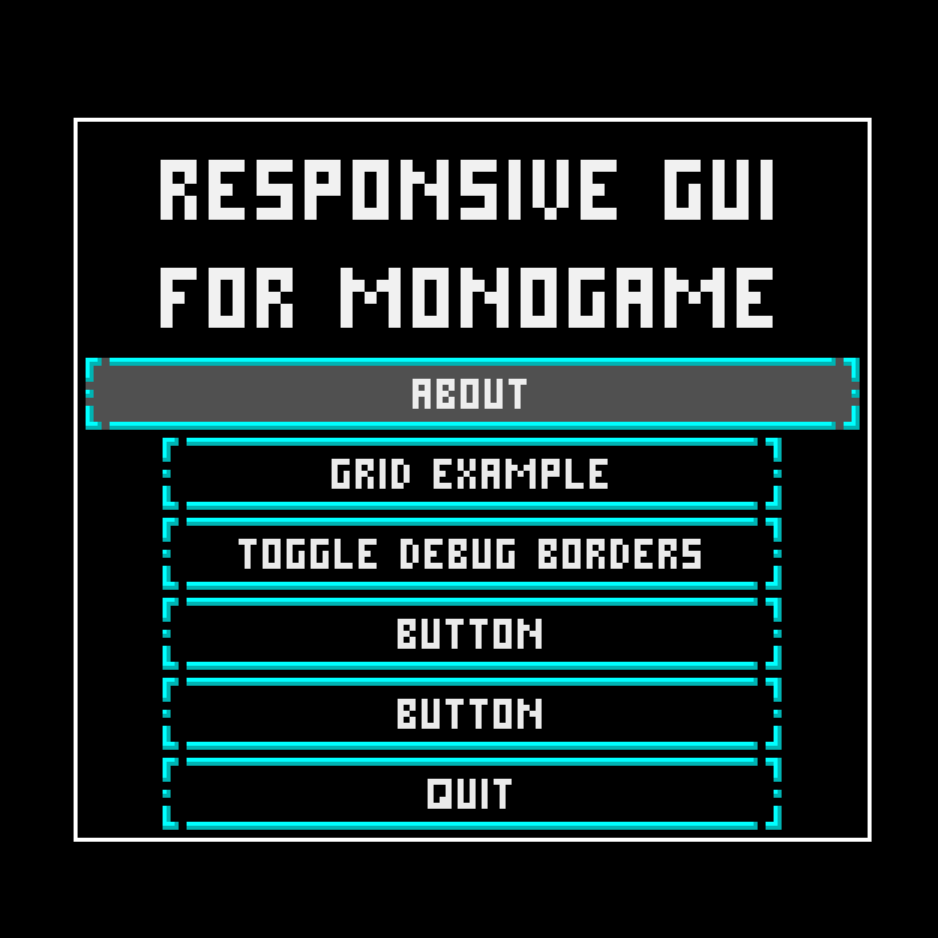 RESPONSIVE GUI
FOR MONOGAME
ABOUT
GRID EXAMPLE
TOGGLE DEBUG BORDERS
BUTTON
BUTTON
QUIT